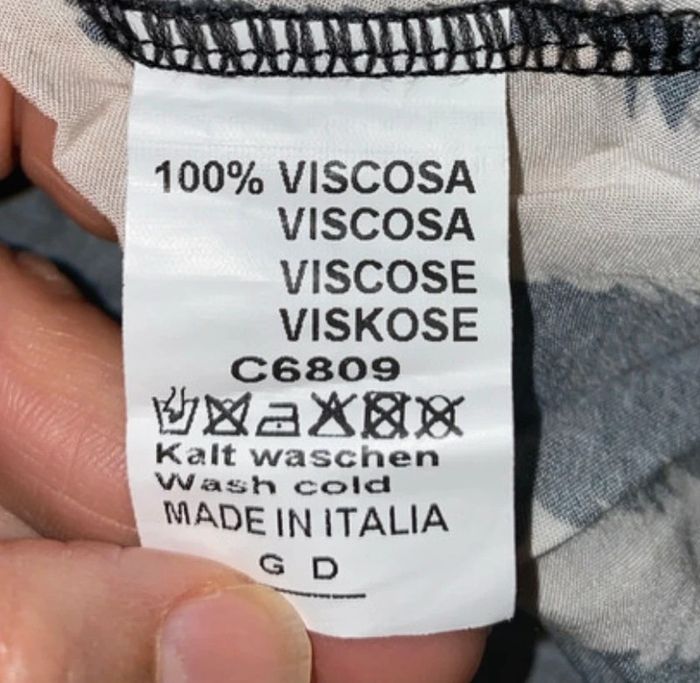 100% VISCOSA
VISCOSA
VISCOSE
VISKOSE
C6809
Kalt waschen
Wash cold
MADE IN ITALIA
G D